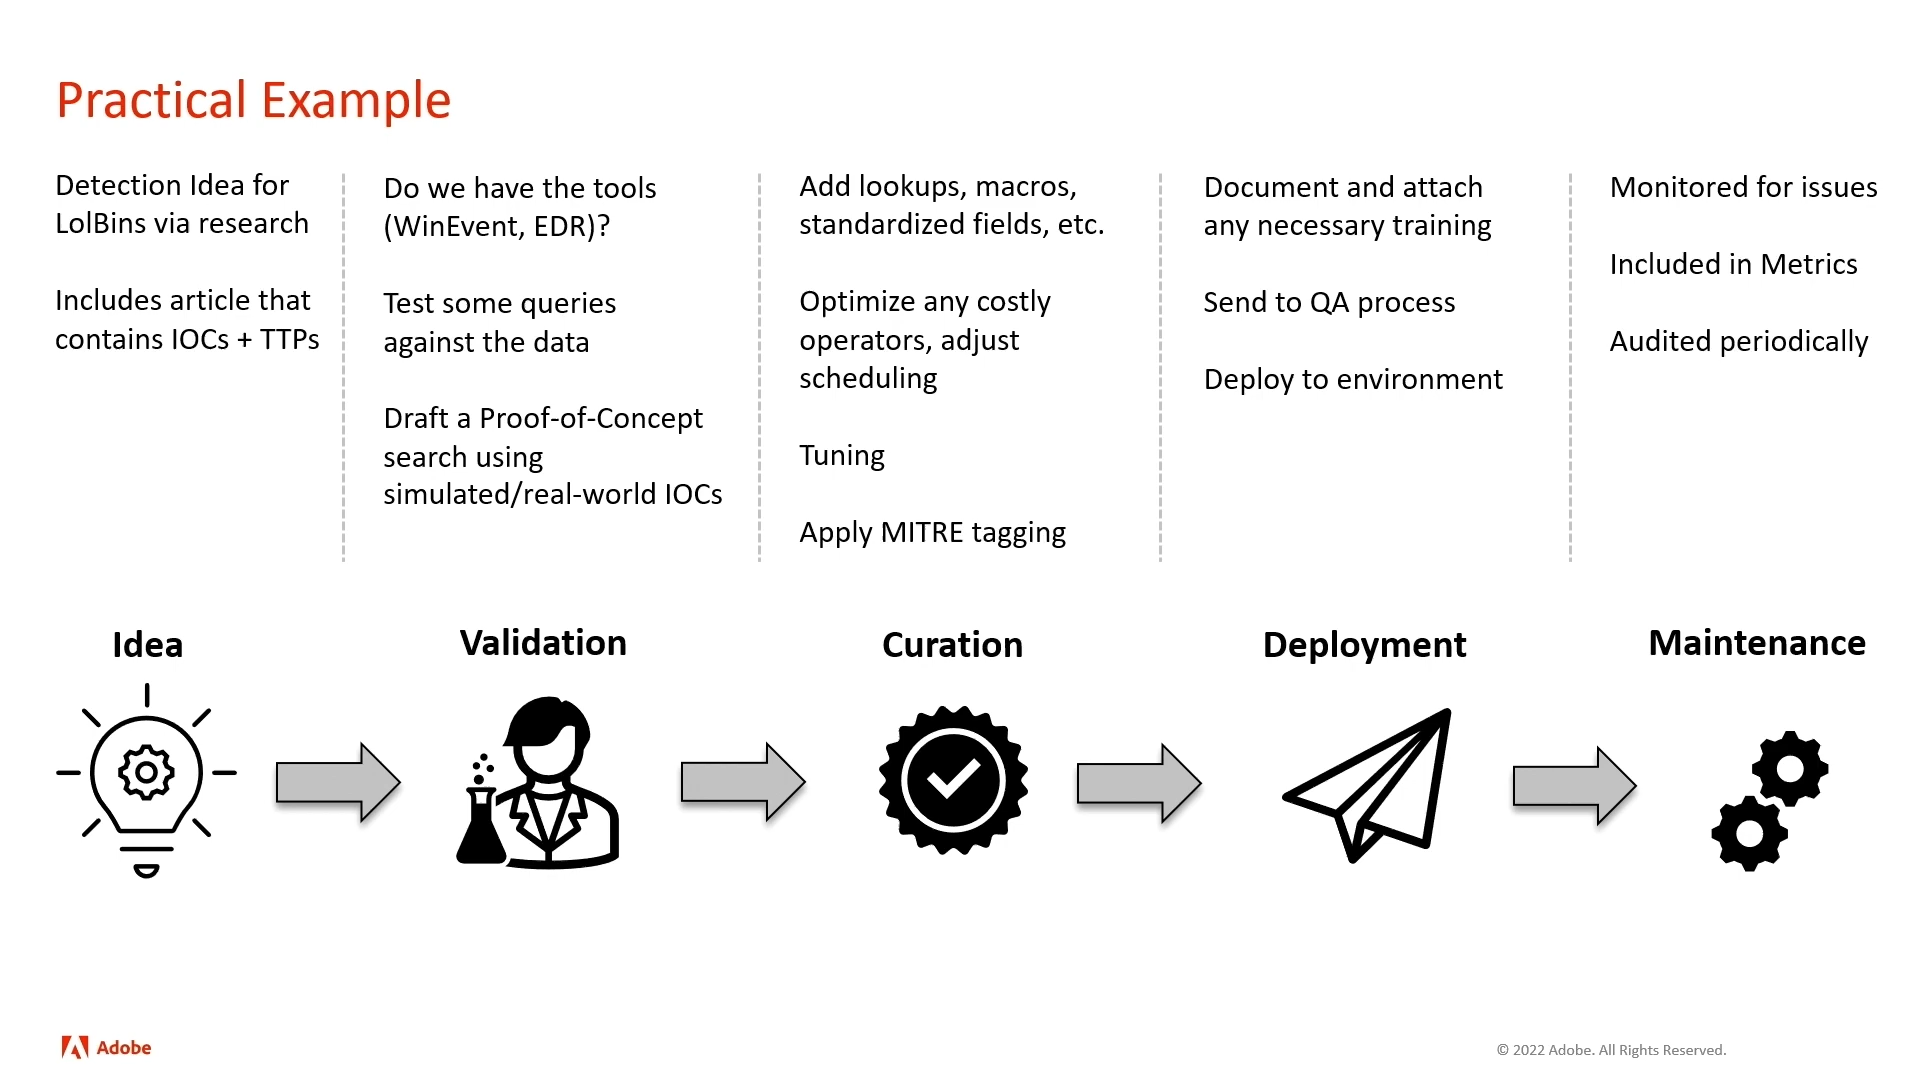 Practical Example
Detection Idea for
LolBins via research
Includes article that
contains IOCs + TTPs
Do we have the tools
(WinEvent, EDR)?
Test some queries
against the data
Draft a Proof-of-Concept
search using
simulated/real-world IOCs
Add lookups, macros,
standardized fields, etc.
Optimize any costly
operators, adjust
scheduling
Tuning
Apply MITRE tagging
Document and attach
any necessary training
Send to QA process
Deploy to environment
Monitored for issues
Included in Metrics
Audited periodically
Idea
Validation
Curation
Deployment
Maintenance
Adobe
© 2022 Adobe. All Rights Reserved.